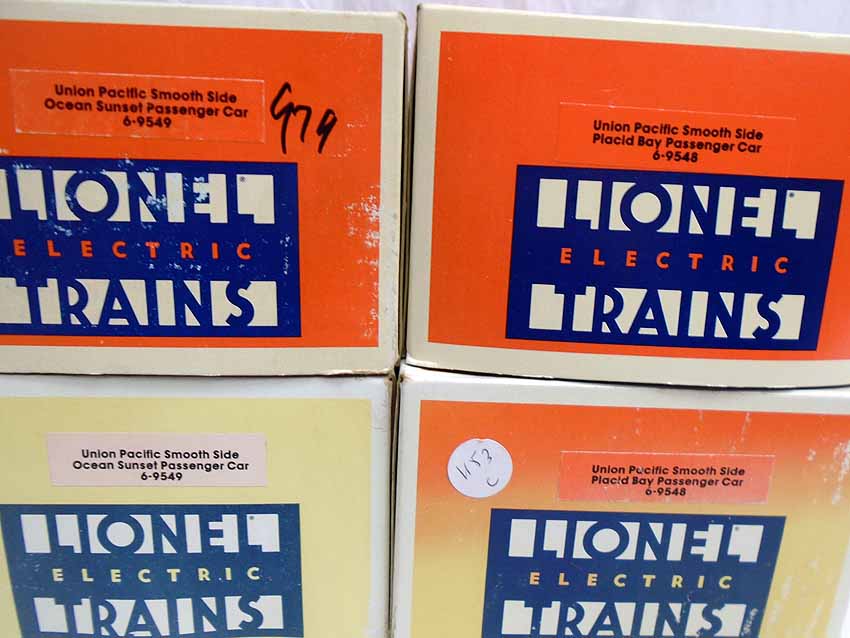 Union Pacific Smooth Side
Ocean Sunset Passenger Car
6-9549
G79
LIONEL®
ELECTRIC
TRAINS
Union Pacific Smooth Side
Placid Bay Passenger Car
6-9548
LIONEL®
ELECTRIC
TRAINS
Union Pacific Smooth Side
Ocean Sunset Passenger Car
6-9549
LIONEL®
ELECTRIC
TRAINS
C
Union Pacific Smooth Side
Placid Bay Passenger Car
6-9548
LIONEL®
ELECTRIC
TRAINS